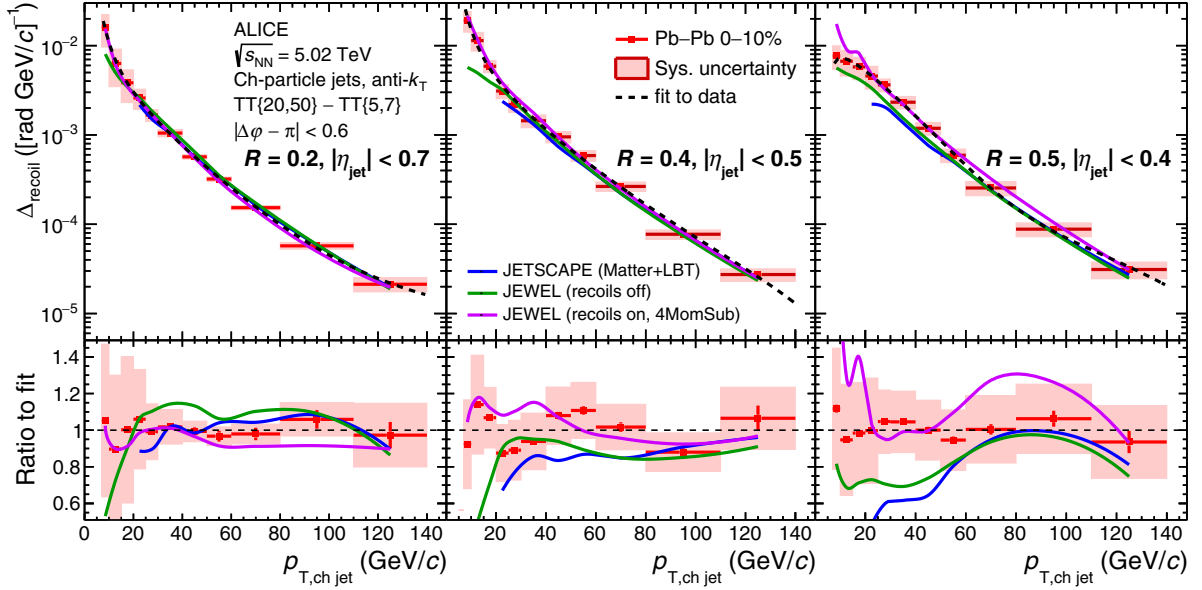 Δrecoil ([rad GeV/c]⁻¹)
10⁻²
10⁻³
10⁻⁴
10⁻⁵
ALICE
√sNN = 5.02 TeV
Ch-particle jets, anti-kT
TT{20,50} − TT{5,7}
|Δφ − π| < 0.6
R = 0.2, |ηjet| < 0.7
R = 0.4, |ηjet| < 0.5
JETSCAPE (Matter+LBT)
JEWEL (recoils off)
JEWEL (recoils on, 4MomSub)
Pb–Pb 0–10%
Sys. uncertainty
fit to data
R = 0.5, |ηjet| < 0.4
Ratio to fit
1.4
1.2
1
0.8
0.6
0 20 40 60 80 100 120 140
20 40 60 80 100 120 140
20 40 60 80 100 120 140
pT,ch jet (GeV/c)
pT,ch jet (GeV/c)
pT,ch jet (GeV/c)